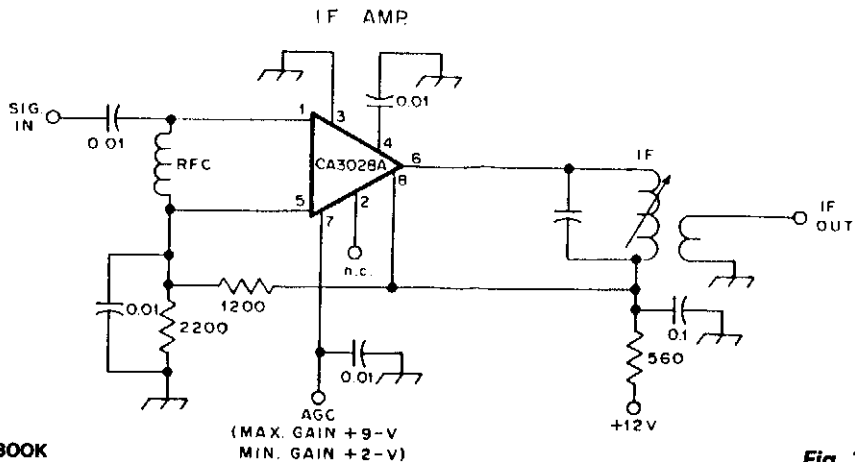 IF AMP.
SIG. IN
0.01
RFC
1
3
0.01
4
CA3028A
6
8
5
7
2
n.c.
IF
IF OUT
0.01
2200
1200
0.01
0.1
560
+12V
AGC
(MAX. GAIN +9-V
MIN. GAIN +2-V)
BOOK
Fig.